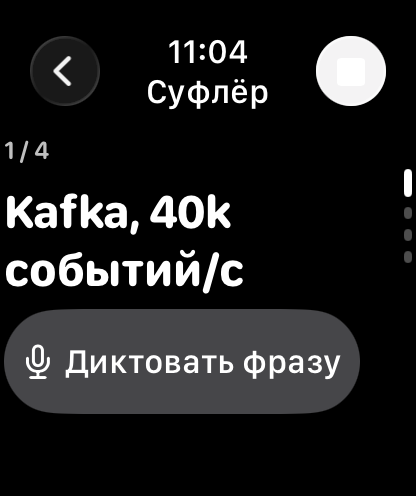 11:04
Суфлёр
1 / 4
Kafka, 40k
событий/с
Диктовать фразу